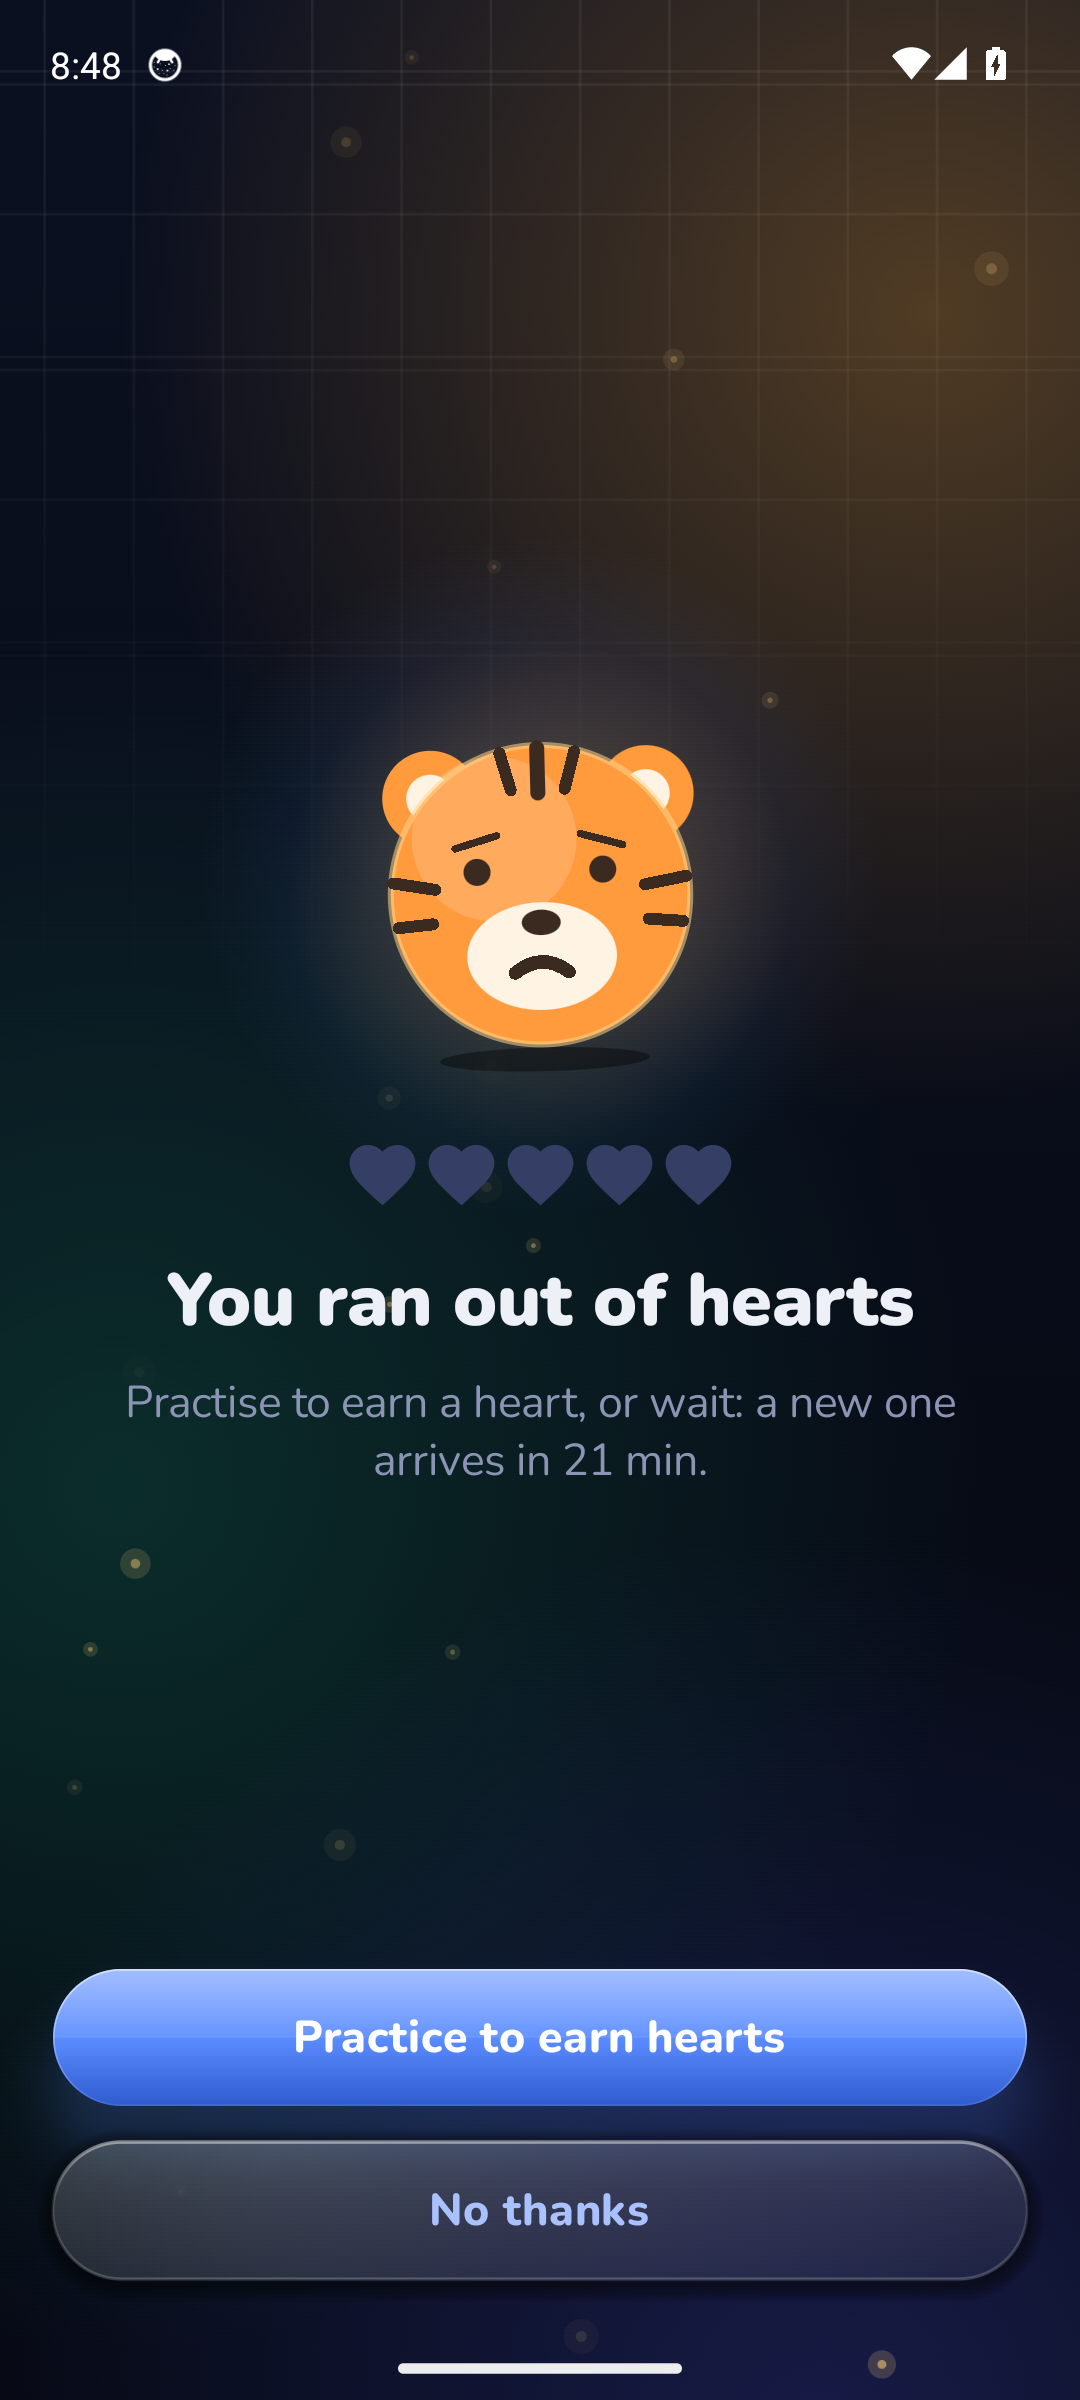 8:48
You ran out of hearts
Practise to earn a heart, or wait: a new one
arrives in 21 min.
Practice to earn hearts
No thanks